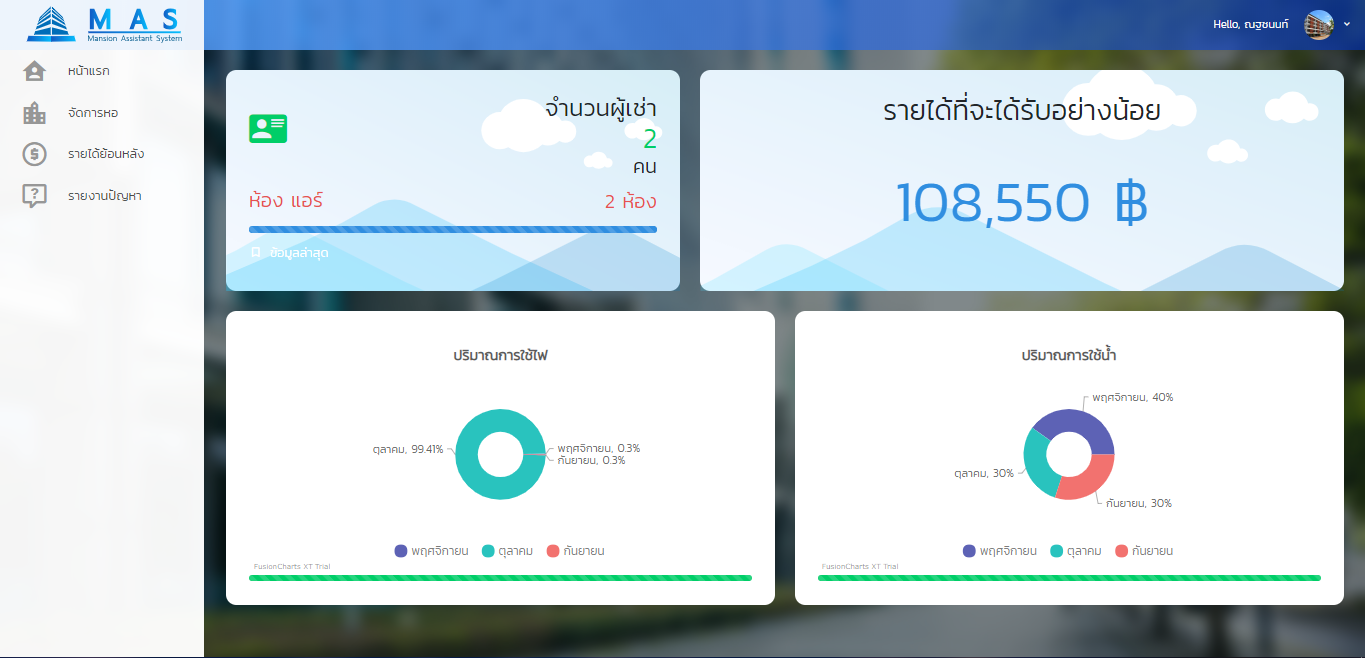 M A S
Mansion Assistant System
Hello, ณฐชนนท์
หน้าแรก
จัดการหอ
รายได้ย้อนหลัง
รายงานปัญหา
จำนวนผู้เช่า
2
คน
ห้อง แอร์
2 ห้อง
ข้อมูลล่าสุด
รายได้ที่จะได้รับอย่างน้อย
108,550 ฿
ปริมาณการใช้ไฟ
ตุลาคม, 99.41%
พฤศจิกายน, 0.3%
กันยายน, 0.3%
พฤศจิกายน
ตุลาคม
กันยายน
FusionCharts XT Trial
ปริมาณการใช้น้ำ
พฤศจิกายน, 40%
ตุลาคม, 30%
กันยายน, 30%
พฤศจิกายน
ตุลาคม
กันยายน
FusionCharts XT Trial